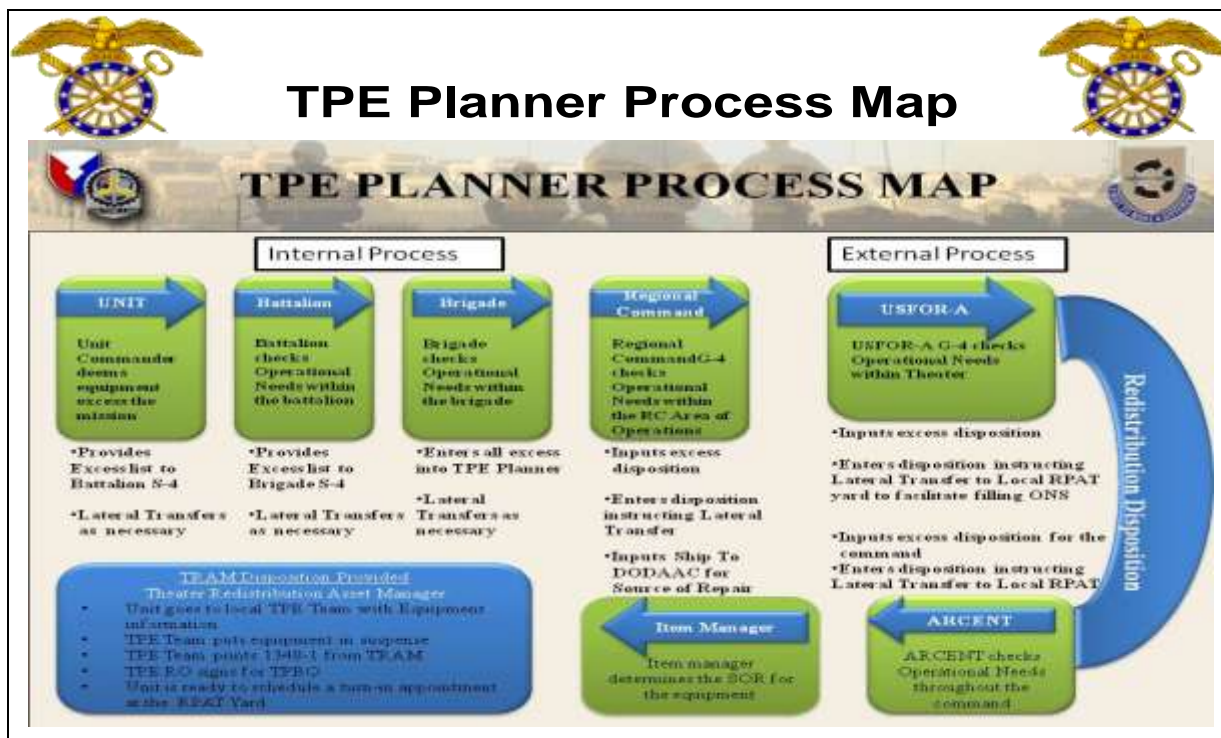 TPE Planner Process Map
TPE PLANNER PROCESS MAP
Internal Process
External Process
UNIT
Unit
Commander
deems
equipment
excess the
mission
•Provides
Excess list to
Battalion S-4
•Lateral Transfers
as necessary
Battalion
Battalion
checks
Operational
Needs within
the battalion
•Provides
Excess list to
Brigade S-4
•Lateral Transfers
as necessary
Brigade
Brigade
checks
Operational
Needs within
the brigade
•Enters all excess
into TPE Planner
•Lateral
Transfers as
necessary
Regional
Command
Regional
Command G-4
checks
Operational
Needs within
the RC Area of
Operations
•Inputs excess
disposition
•Enters disposition
instructing Lateral
Transfer
•Inputs Ship To
DODAAC for
Source of Repair
USFOR-A
USFOR-A G-4 checks
Operational Needs
within Theater
•Inputs excess disposition
•Enters disposition instructing
Lateral Transfer to Local RPAT
yard to facilitate filling ONS
•Inputs excess disposition for the
command
•Enters disposition instructing
Lateral Transfer to Local RPAT
Redistribution Disposition
ARCENT
ARCENT checks
Operational Needs
throughout the
command
Item Manager
Item manager
determines the SOR for
the equipment
TRAM Disposition Provided
Theater Redistribution Asset Manager
• Unit goes to local TPE Team with Equipment
information
• TPE Team puts equipment in suspense
• TPE Team prints 1348-1 from TRAM
• TPE RO signs for TPBO
• Unit is ready to schedule a turn-in appointment
at the RPAT Yard